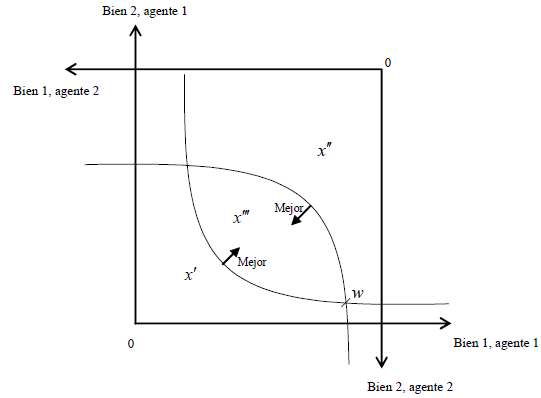 Bien 2, agente 1
0
Bien 1, agente 2
x″
x‴
Mejor
Mejor
x′
w
0
Bien 1, agente 1
Bien 2, agente 2